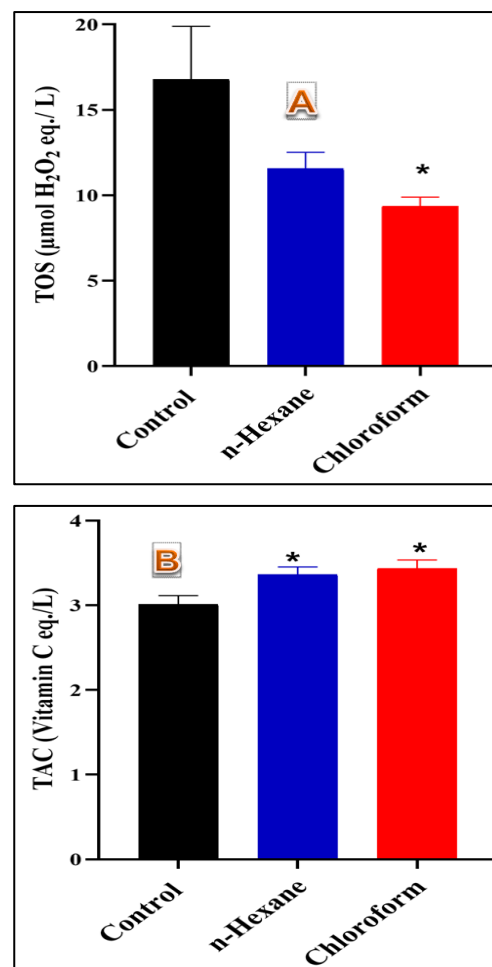 20
15
10
5
0
TOS (µmol H₂O₂ eq./ L)
A
*
Control
n-Hexane
Chloroform
4
3
2
1
0
TAC (Vitamin C eq./L)
B
*
*
Control
n-Hexane
Chloroform